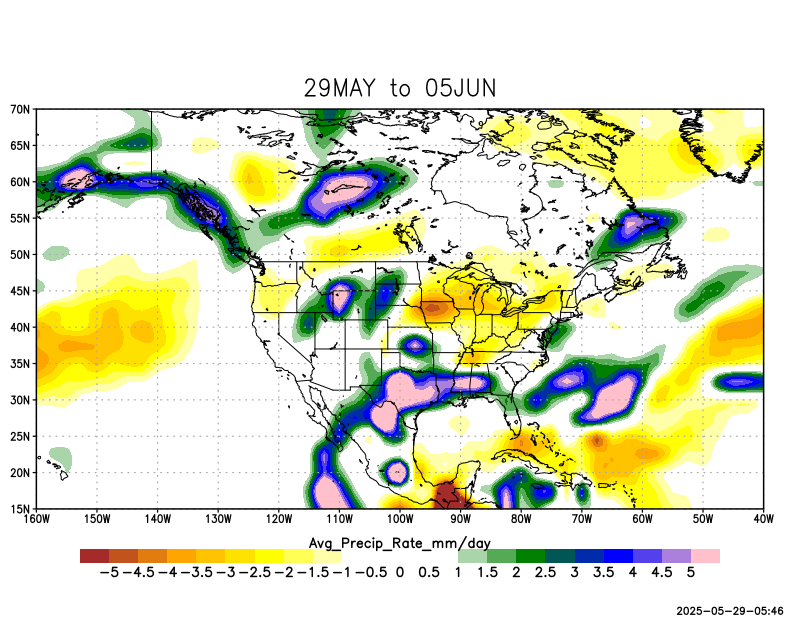 29MAY to 05JUN
70N
65N
60N
55N
50N
45N
40N
35N
30N
25N
20N
15N
160W 150W 140W 130W 120W 110W 100W 90W 80W 70W 60W 50W 40W
Avg_Precip_Rate_mm/day
-5 -4.5 -4 -3.5 -3 -2.5 -2 -1.5 -1 -0.5 0 0.5 1 1.5 2 2.5 3 3.5 4 4.5 5
2025-05-29-05:46